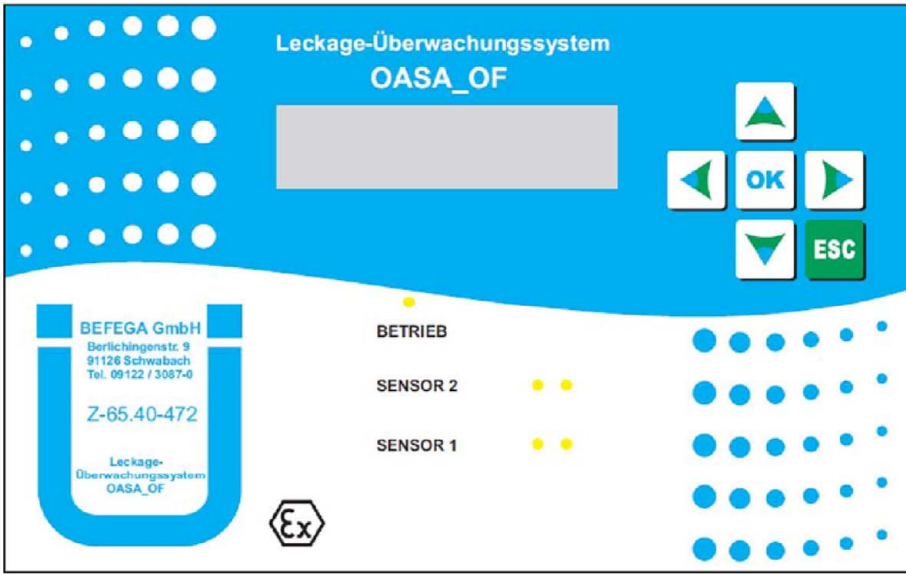 Leckage-Überwachungssystem
OASA_OF
OK
ESC
BEFEGA GmbH
Berlichingenstr. 9
91126 Schwabach
Tel. 09122 / 3087-0
Z-65.40-472
Leckage-
Überwachungssystem
OASA_OF
BETRIEB
SENSOR 2
SENSOR 1
Ex